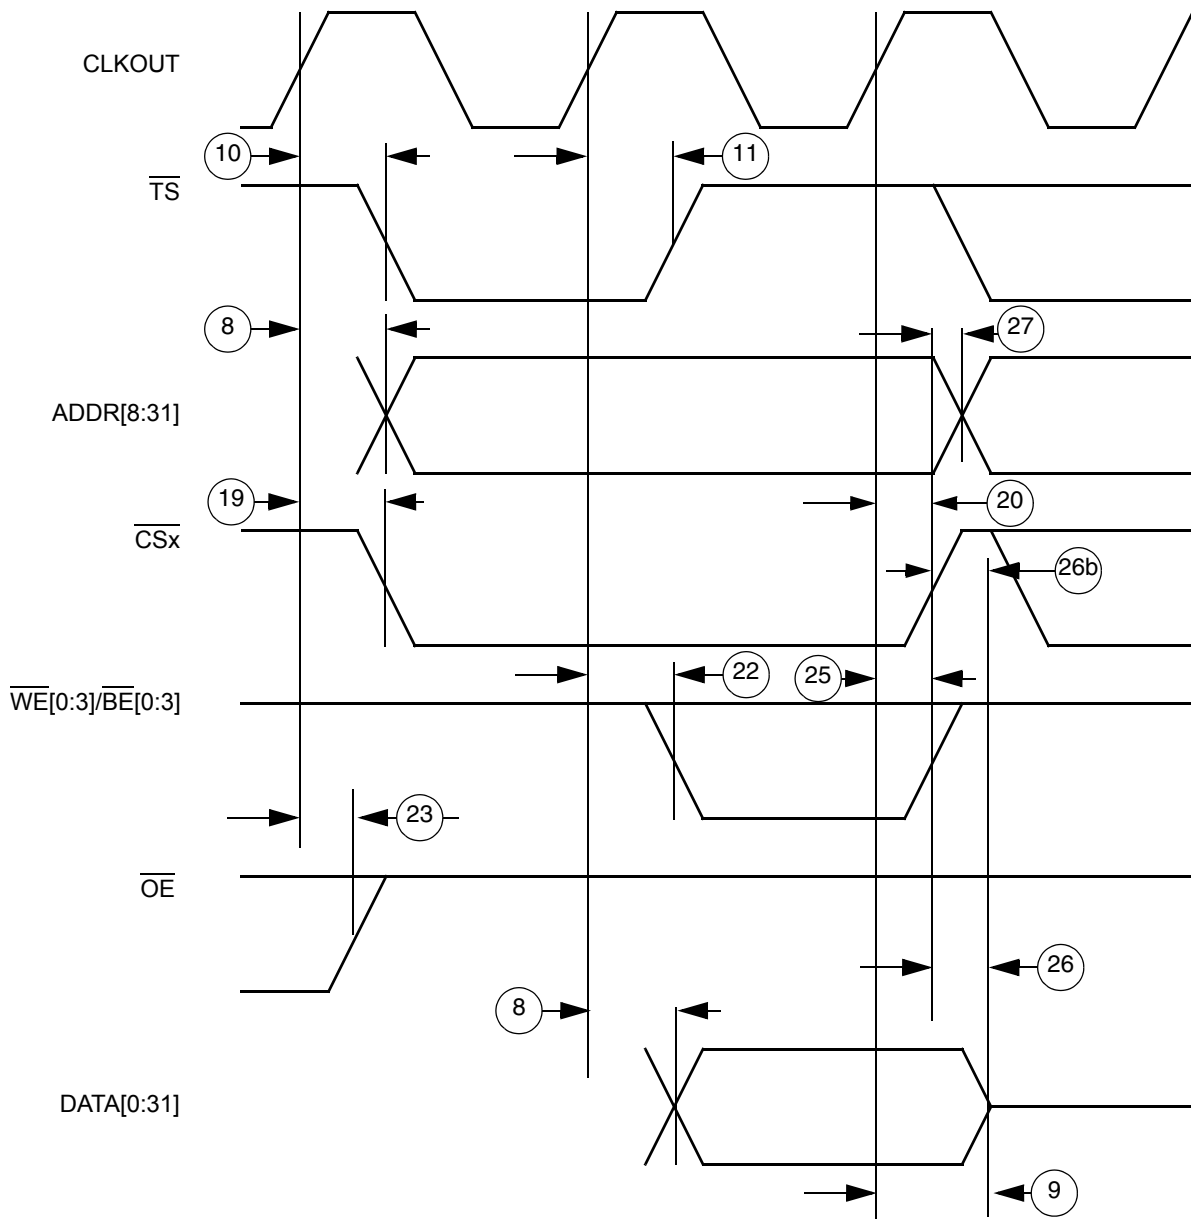 CLKOUT
10
11
TS
8
27
ADDR[8:31]
19
20
CSx
26b
22
25
WE[0:3]/BE[0:3]
23
OE
26
8
DATA[0:31]
9